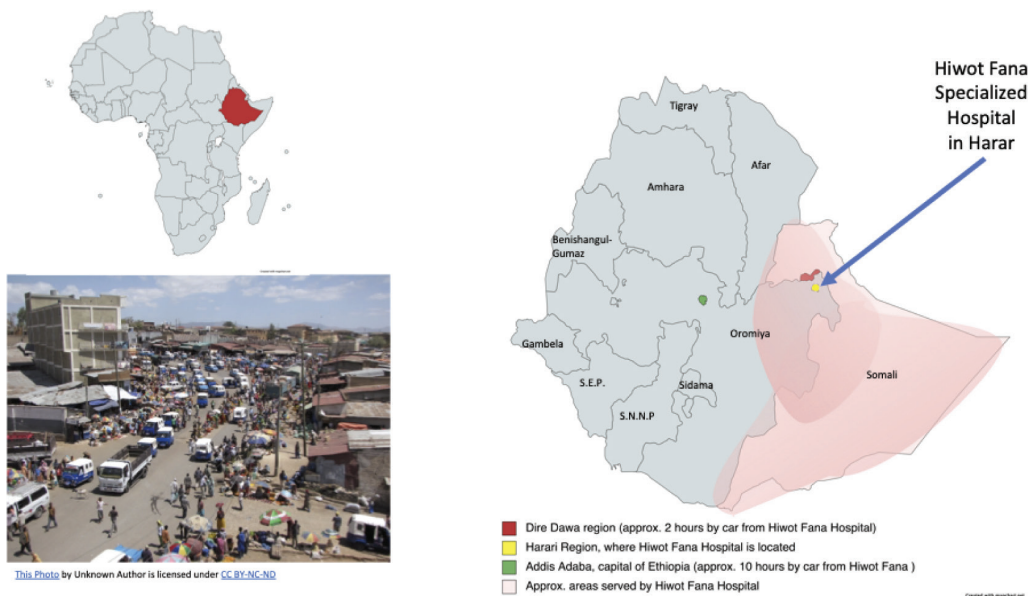 Hiwot Fana
Specialized
Hospital
in Harar
Tigray
Afar
Amhara
Benishangul-
Gumaz
Oromiya
Gambela
Somali
S.E.P.
Sidama
S.N.N.P
Dire Dawa region (approx. 2 hours by car from Hiwot Fana Hospital)
Harari Region, where Hiwot Fana Hospital is located
Addis Adaba, capital of Ethiopia (approx. 10 hours by car from Hiwot Fana )
Approx. areas served by Hiwot Fana Hospital
This Photo by Unknown Author is licensed under CC BY-NC-ND